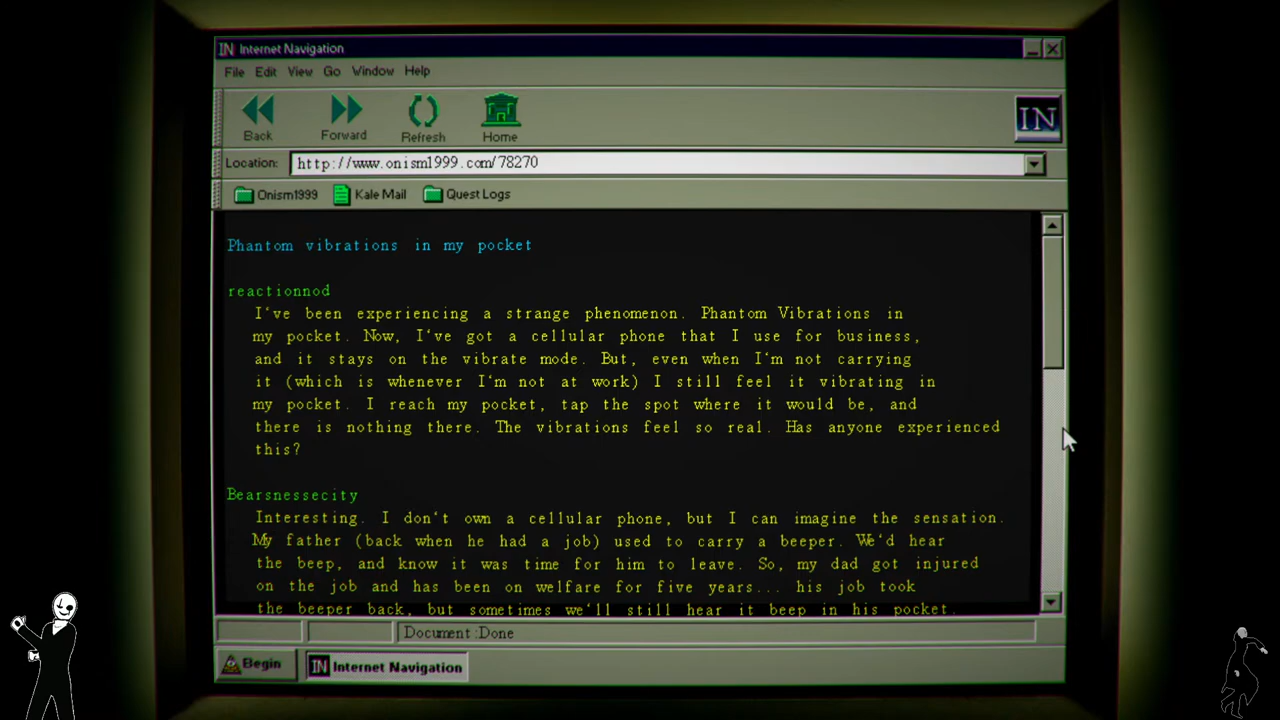 IN Internet Navigation
File Edit View Go Window Help
Back Forward Refresh Home
IN
Location: http://www.onism1999.com/78270
Onism1999 Kale Mail Quest Logs
Phantom vibrations in my pocket
reactionnod
I've been experiencing a strange phenomenon. Phantom Vibrations in
my pocket. Now, I've got a cellular phone that I use for business,
and it stays on the vibrate mode. But, even when I'm not carrying
it (which is whenever I'm not at work) I still feel it vibrating in
my pocket. I reach my pocket, tap the spot where it would be, and
there is nothing there. The vibrations feel so real. Has anyone experienced
this?
Bearsnessecity
Interesting. I don't own a cellular phone, but I can imagine the sensation.
My father (back when he had a job) used to carry a beeper. We'd hear
the beep, and know it was time for him to leave. So, my dad got injured
on the job and has been on welfare for five years... his job took
the beeper back, but sometimes we'll still hear it beep in his pocket.
Document :Done
Begin IN Internet Navigation